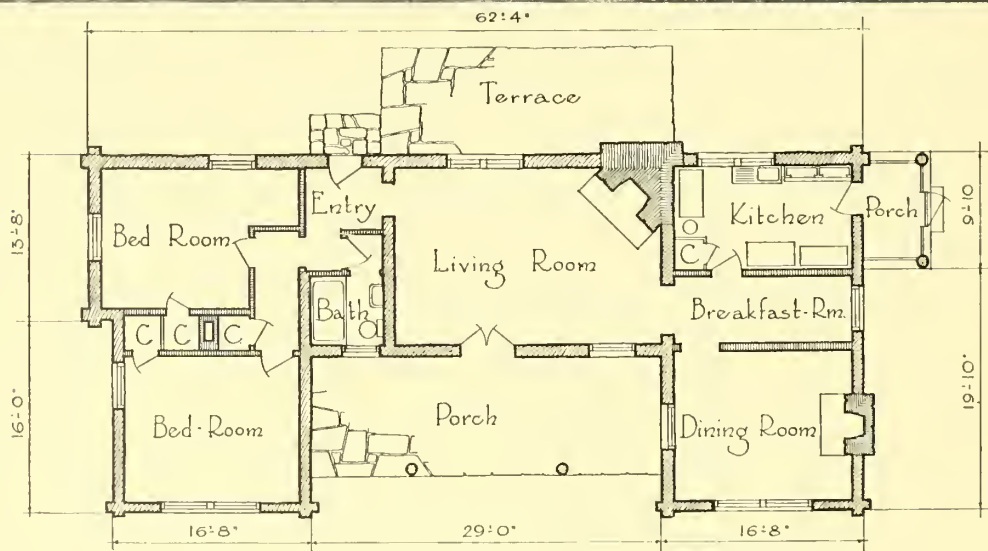 62'-4"
Terrace
Entry
Bed Room
Living Room
Kitchen
Porch
13'-8"
9'-10
C
Bath
Breakfast-Rm.
C
C
C
16'-0"
Bed-Room
Porch
Dining Room
19'-10"
16'-8"
29'-0"
16'-8"